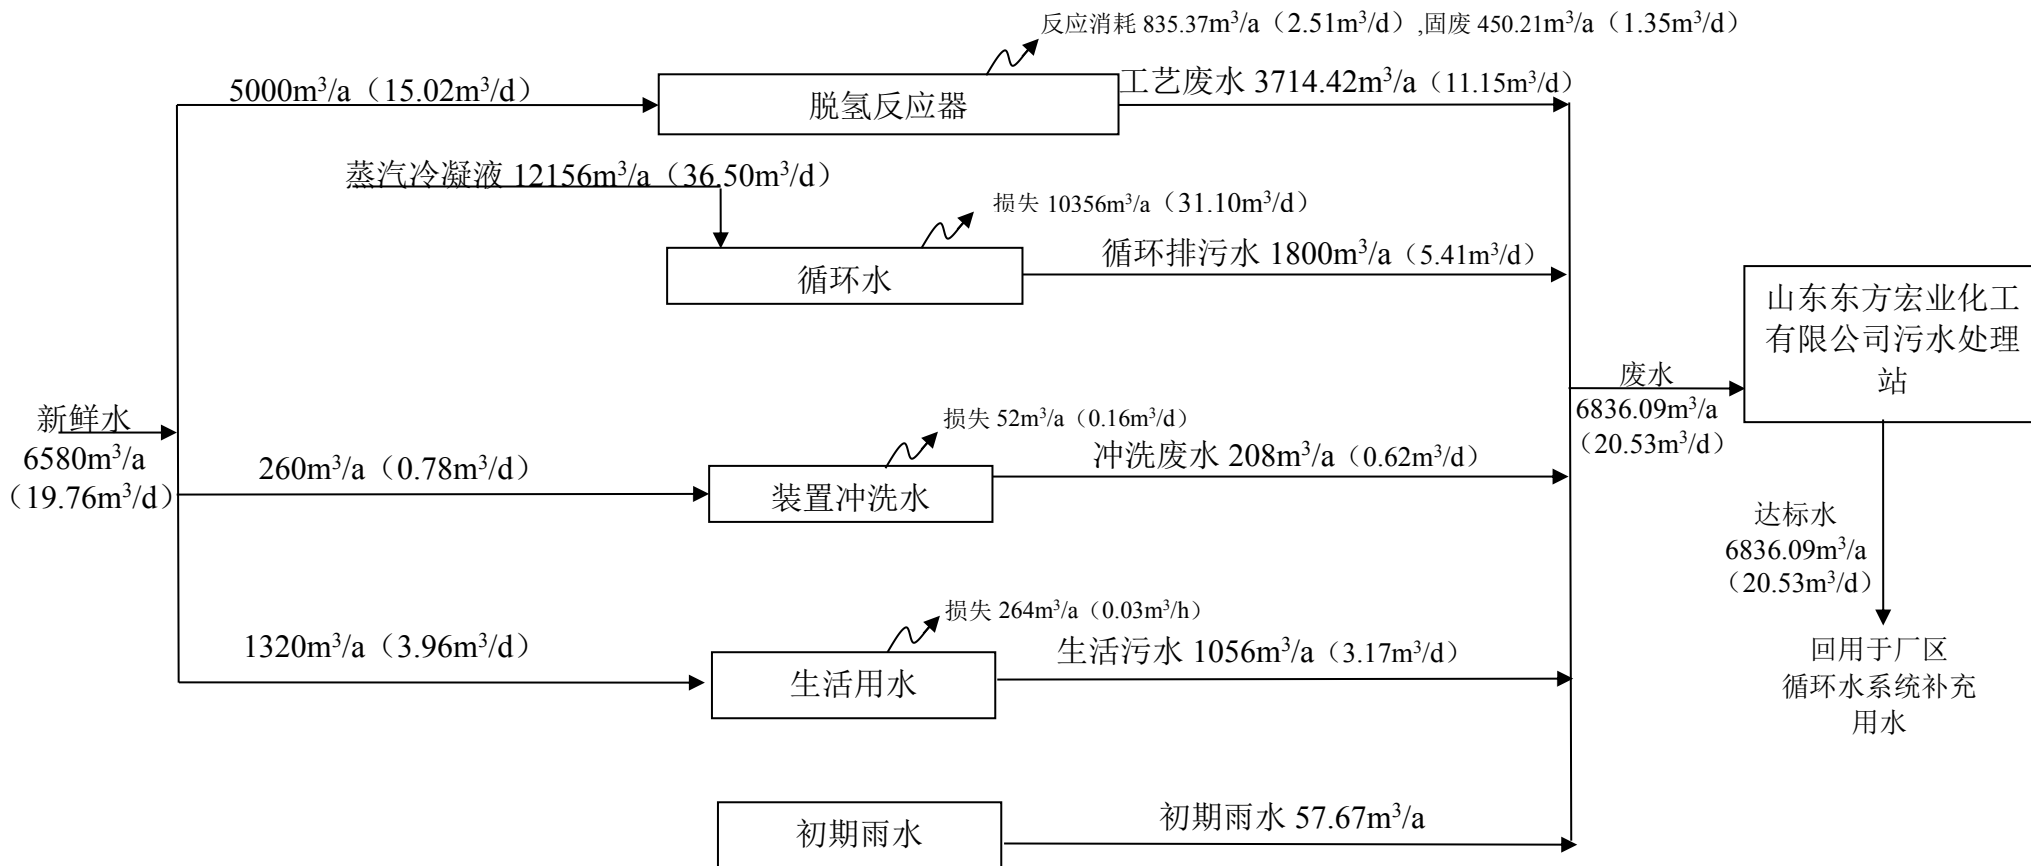 反应消耗 835.37m³/a（2.51m³/d）,固废 450.21m³/a（1.35m³/d）
5000m³/a（15.02m³/d）
脱氢反应器
工艺废水 3714.42m³/a（11.15m³/d）
蒸汽冷凝液 12156m³/a（36.50m³/d）
损失 10356m³/a（31.10m³/d）
循环水
循环排污水 1800m³/a（5.41m³/d）
山东东方宏业化工
有限公司污水处理
站
废水
6836.09m³/a
（20.53m³/d）
新鲜水
6580m³/a
（19.76m³/d）
损失 52m³/a（0.16m³/d）
260m³/a（0.78m³/d）
装置冲洗水
冲洗废水 208m³/a（0.62m³/d）
达标水
6836.09m³/a
（20.53m³/d）
损失 264m³/a（0.03m³/h）
1320m³/a（3.96m³/d）
生活用水
生活污水 1056m³/a（3.17m³/d）
回用于厂区
循环水系统补充
用水
初期雨水
初期雨水 57.67m³/a